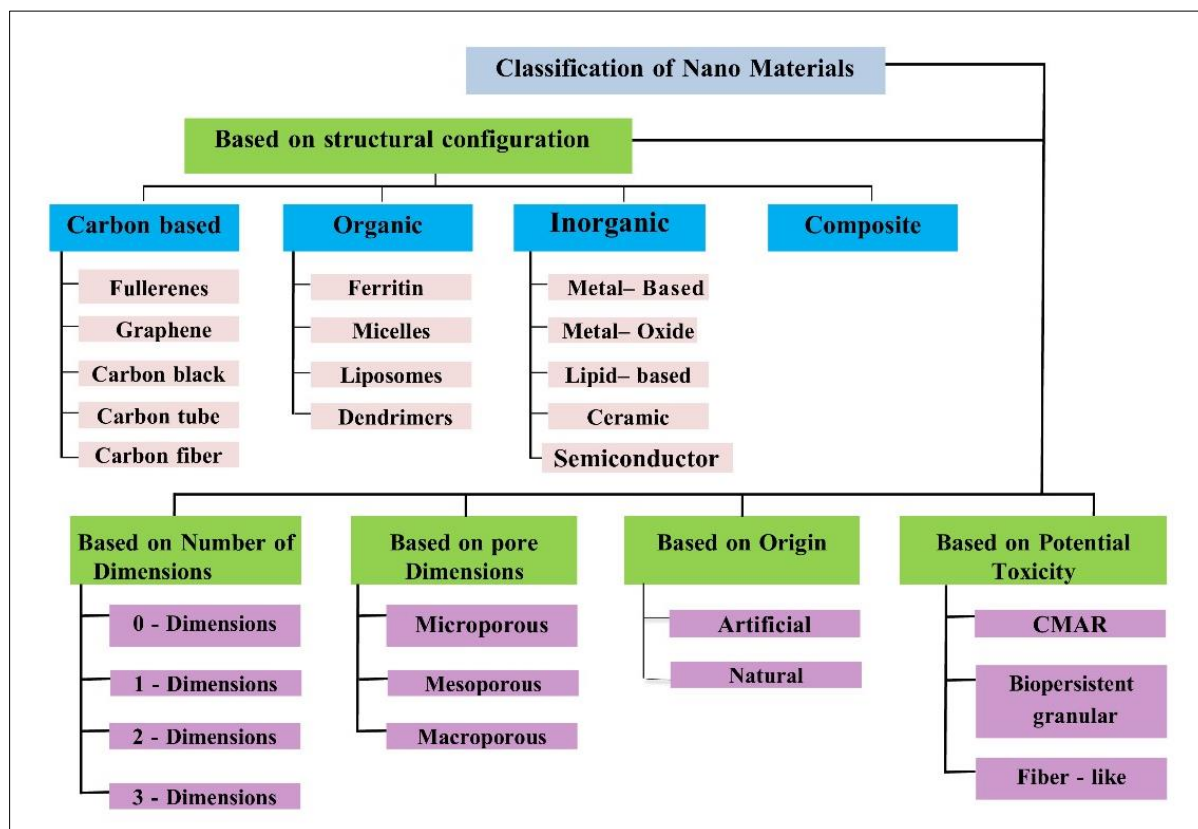 Classification of Nano Materials
Based on structural configuration
Carbon based
Fullerenes
Graphene
Carbon black
Carbon tube
Carbon fiber
Organic
Ferritin
Micelles
Liposomes
Dendrimers
Inorganic
Metal– Based
Metal– Oxide
Lipid– based
Ceramic
Semiconductor
Composite
Based on Number of
Dimensions
0 - Dimensions
1 - Dimensions
2 - Dimensions
3 - Dimensions
Based on pore
Dimensions
Microporous
Mesoporous
Macroporous
Based on Origin
Artificial
Natural
Based on Potential
Toxicity
CMAR
Biopersistent
granular
Fiber - like